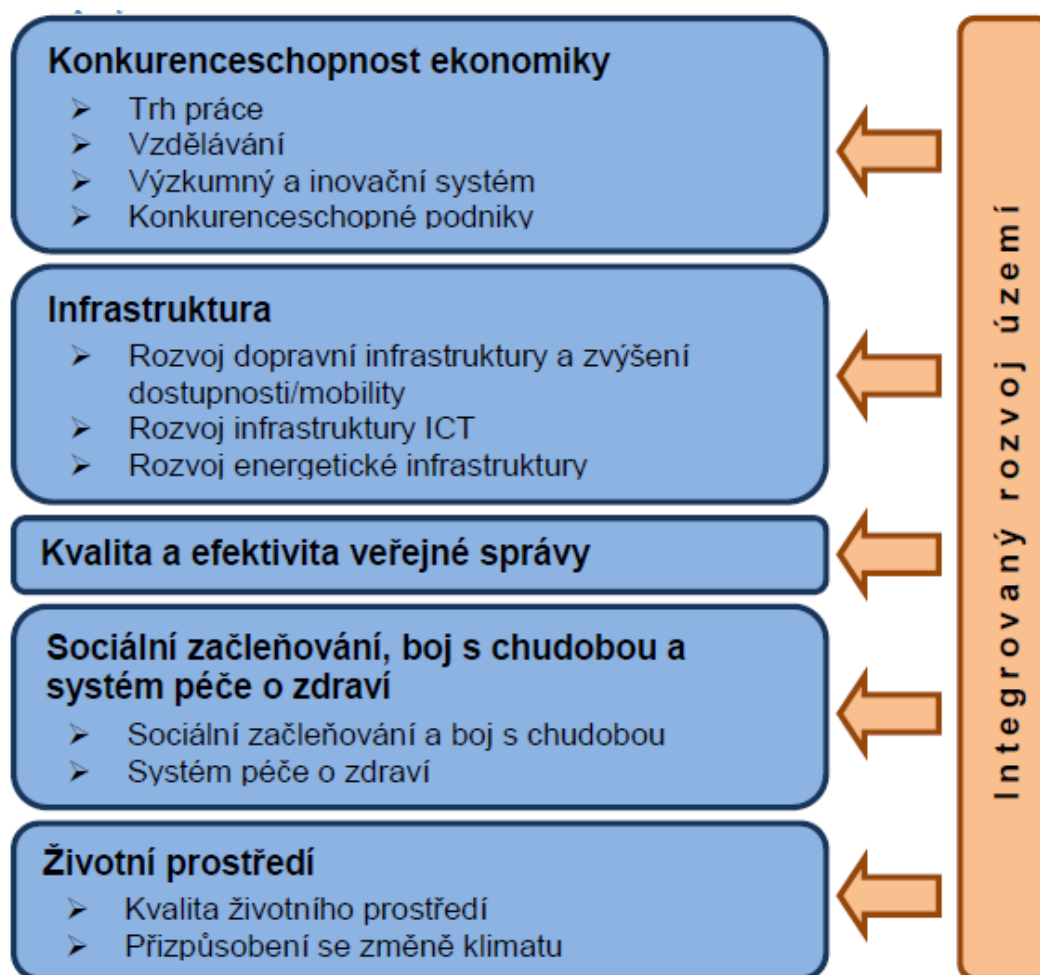 Konkurenceschopnost ekonomiky
➢ Trh práce
➢ Vzdělávání
➢ Výzkumný a inovační systém
➢ Konkurenceschopné podniky
Infrastruktura
➢ Rozvoj dopravní infrastruktury a zvýšení
dostupnosti/mobility
➢ Rozvoj infrastruktury ICT
➢ Rozvoj energetické infrastruktury
Kvalita a efektivita veřejné správy
Sociální začleňování, boj s chudobou a
systém péče o zdraví
➢ Sociální začleňování a boj s chudobou
➢ Systém péče o zdraví
Životní prostředí
➢ Kvalita životního prostředí
➢ Přizpůsobení se změně klimatu
Integrovaný rozvoj území